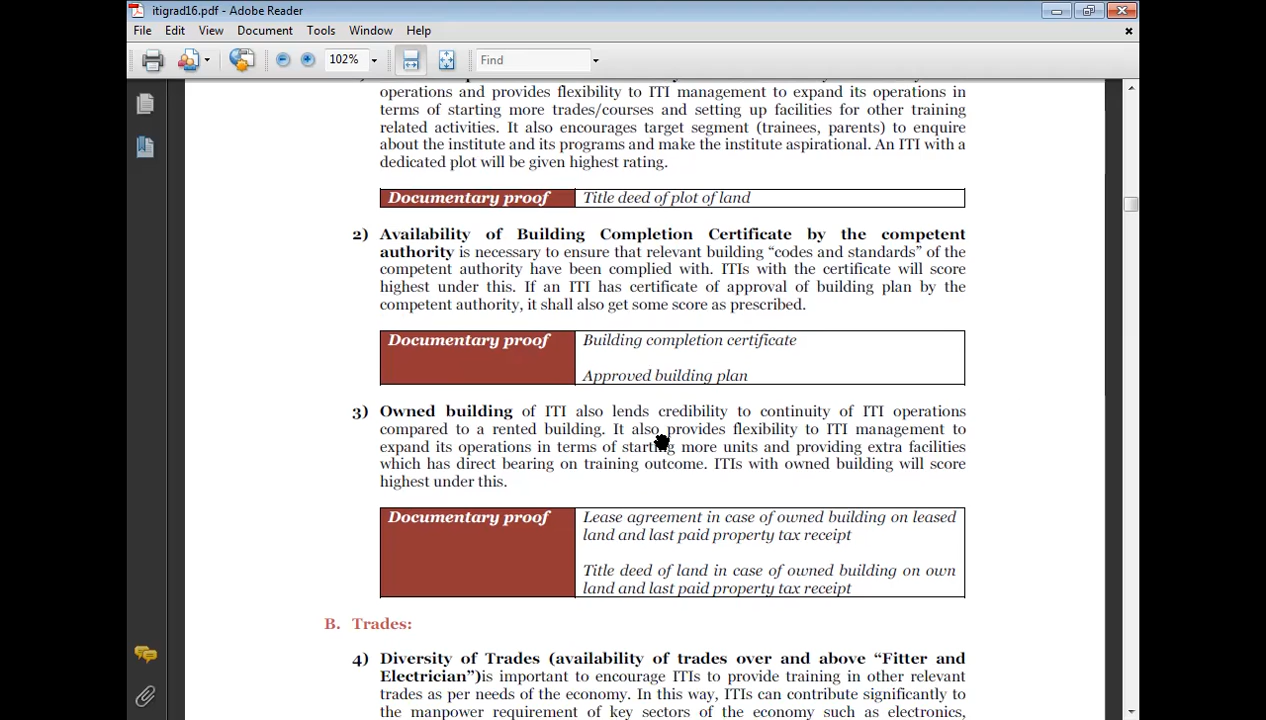 itigrad16.pdf - Adobe Reader
File Edit View Document Tools Window Help
102% Find
operations and provides flexibility to ITI management to expand its operations in
terms of starting more trades/courses and setting up facilities for other training
related activities. It also encourages target segment (trainees, parents) to enquire
about the institute and its programs and make the institute aspirational. An ITI with a
dedicated plot will be given highest rating.
Documentary proof Title deed of plot of land
2) Availability of Building Completion Certificate by the competent
authority is necessary to ensure that relevant building “codes and standards” of the
competent authority have been complied with. ITIs with the certificate will score
highest under this. If an ITI has certificate of approval of building plan by the
competent authority, it shall also get some score as prescribed.
Documentary proof Building completion certificate
Approved building plan
3) Owned building of ITI also lends credibility to continuity of ITI operations
compared to a rented building. It also provides flexibility to ITI management to
expand its operations in terms of starting more units and providing extra facilities
which has direct bearing on training outcome. ITIs with owned building will score
highest under this.
Documentary proof Lease agreement in case of owned building on leased
land and last paid property tax receipt
Title deed of land in case of owned building on own
land and last paid property tax receipt
B. Trades:
4) Diversity of Trades (availability of trades over and above “Fitter and
Electrician”)is important to encourage ITIs to provide training in other relevant
trades as per needs of the economy. In this way, ITIs can contribute significantly to
the manpower requirement of key sectors of the economy such as electronics,